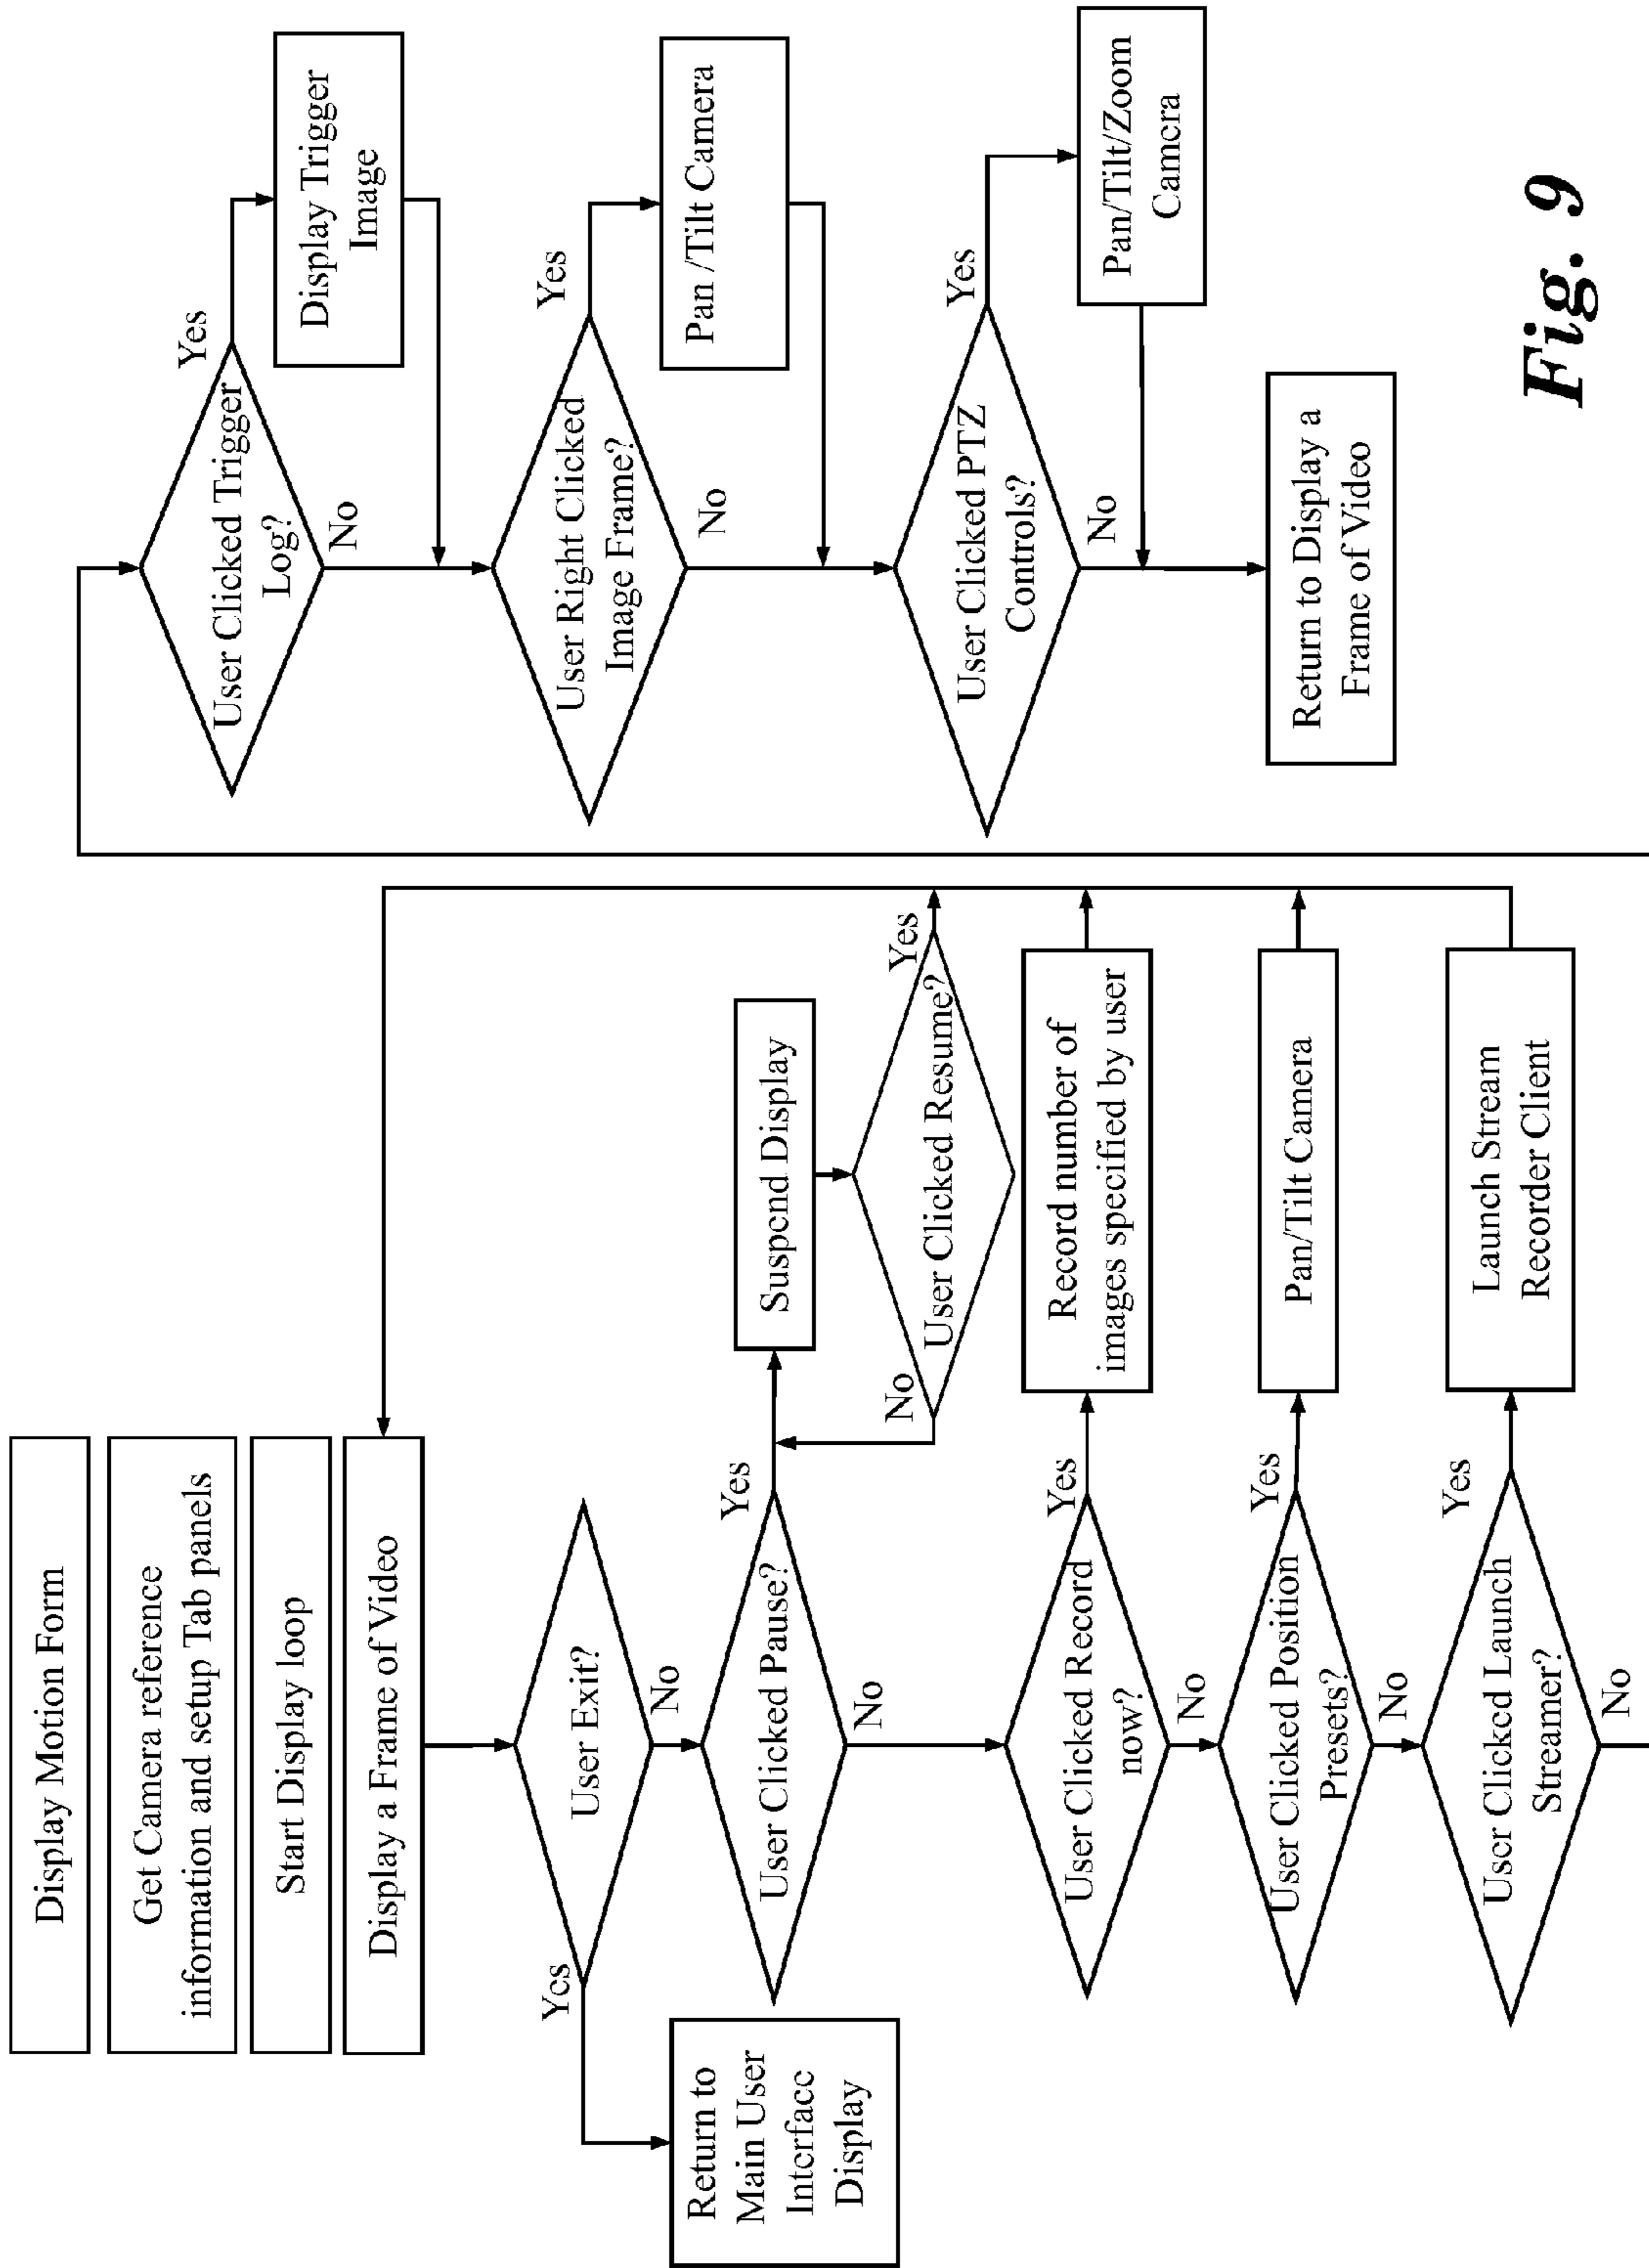 Display Motion Form
Get Camera reference
information and setup Tab panels
Start Display loop
Display a Frame of Video
User Exit?
Yes
No
Return to
Main User
Interface
Display
User Clicked Pause?
Yes
No
Suspend Display
User Clicked Resume?
Yes
No
User Clicked Record
now?
Yes
No
Record number of
images specified by user
User Clicked Position
Presets?
Yes
No
Pan/Tilt Camera
User Clicked Launch
Streamer?
Yes
No
Launch Stream
Recorder Client
User Clicked Trigger
Log?
Yes
No
Display Trigger
Image
User Right Clicked
Image Frame?
Yes
No
Pan /Tilt Camera
User Clicked PTZ
Controls?
Yes
No
Pan/Tilt/Zoom
Camera
Return to Display a
Frame of Video
Fig. 9